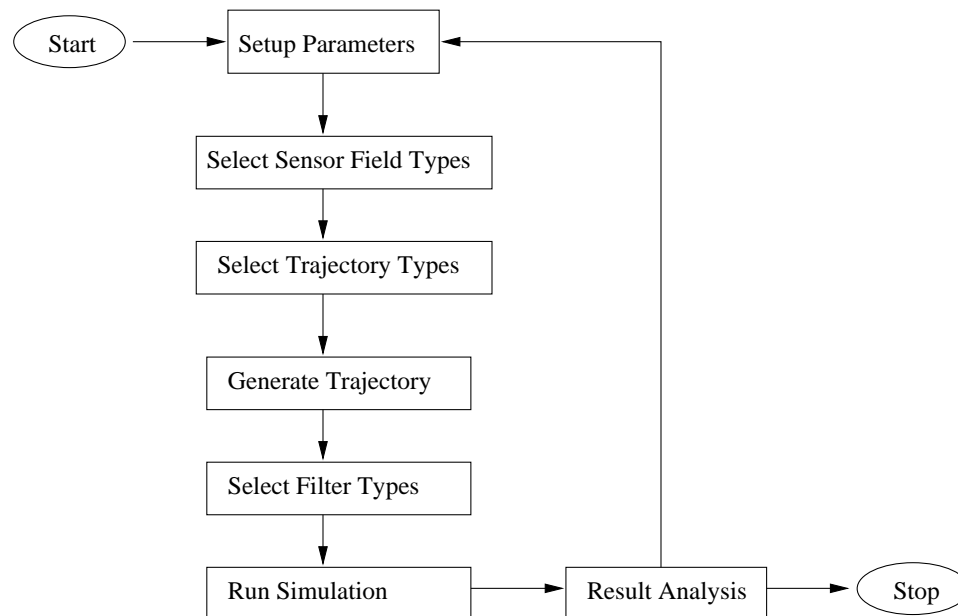 Start
Setup Parameters
Select Sensor Field Types
Select Trajectory Types
Generate Trajectory
Select Filter Types
Run Simulation
Result Analysis
Stop